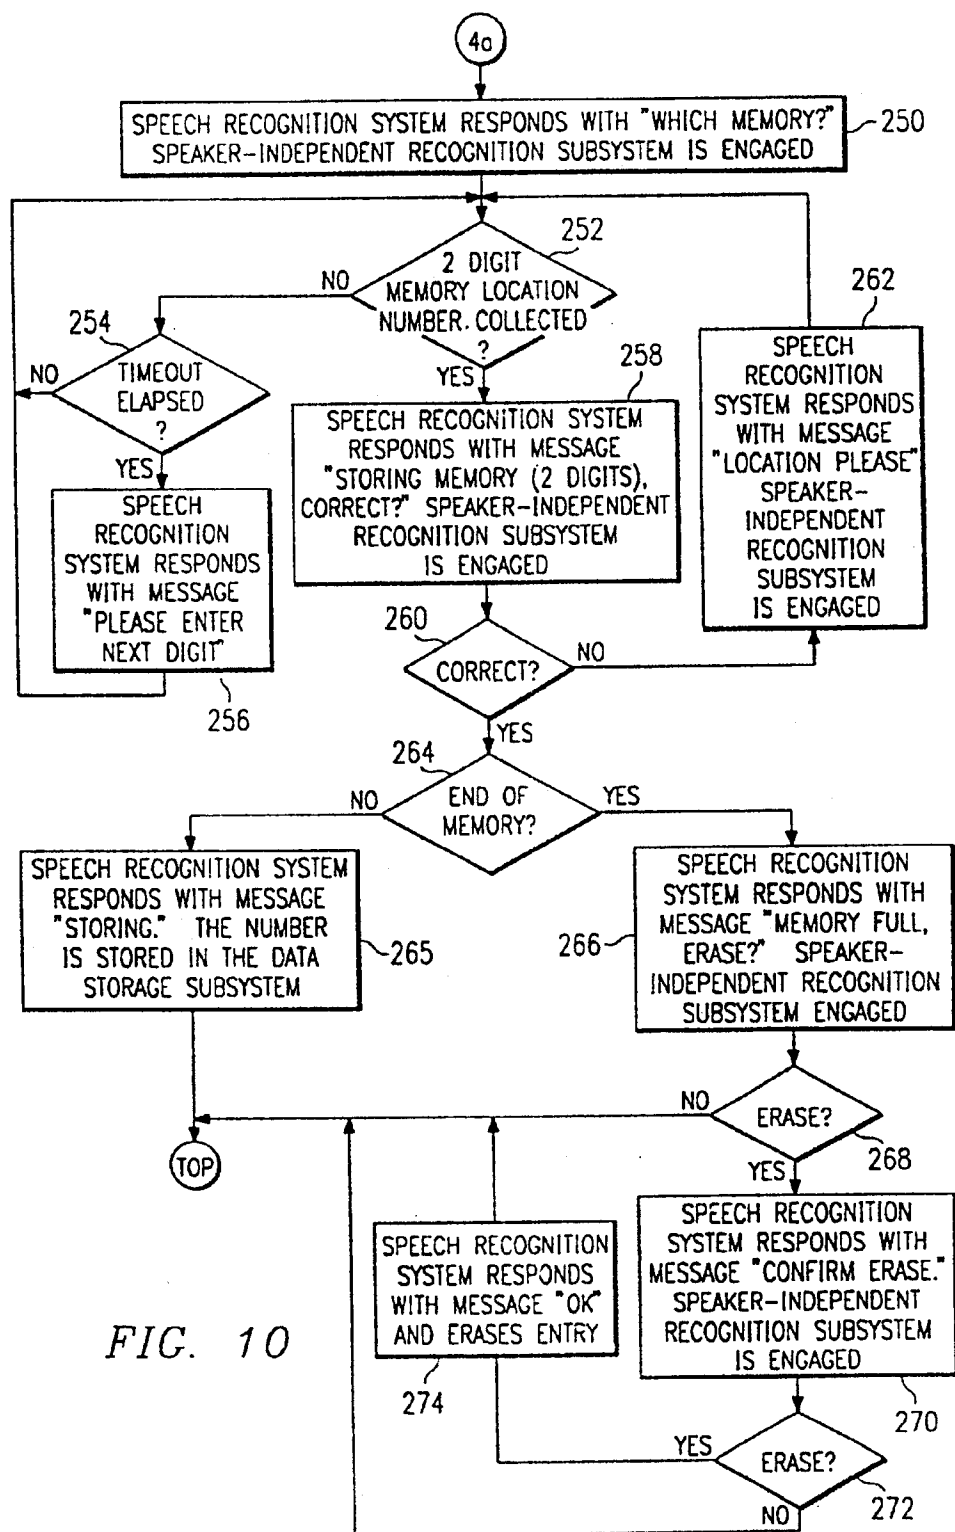 4a
SPEECH RECOGNITION SYSTEM RESPONDS WITH "WHICH MEMORY?"
SPEAKER-INDEPENDENT RECOGNITION SUBSYSTEM IS ENGAGED
250
2 DIGIT
MEMORY LOCATION
NUMBER.COLLECTED
?
252
NO
YES
254
TIMEOUT
ELAPSED
?
NO
YES
SPEECH
RECOGNITION
SYSTEM RESPONDS
WITH MESSAGE
"PLEASE ENTER
NEXT DIGIT"
256
258
SPEECH RECOGNITION SYSTEM
RESPONDS WITH MESSAGE
"STORING MEMORY (2 DIGITS),
CORRECT?" SPEAKER-INDEPENDENT
RECOGNITION SUBSYSTEM
IS ENGAGED
262
SPEECH
RECOGNITION
SYSTEM RESPONDS
WITH MESSAGE
"LOCATION PLEASE"
SPEAKER-
INDEPENDENT
RECOGNITION
SUBSYSTEM
IS ENGAGED
260
CORRECT?
NO
YES
264
END OF
MEMORY?
NO
YES
SPEECH RECOGNITION SYSTEM
RESPONDS WITH MESSAGE
"STORING." THE NUMBER
IS STORED IN THE DATA
STORAGE SUBSYSTEM
265
266
SPEECH RECOGNITION
SYSTEM RESPONDS WITH
MESSAGE "MEMORY FULL,
ERASE?" SPEAKER-
INDEPENDENT RECOGNITION
SUBSYSTEM ENGAGED
NO
ERASE?
268
YES
TOP
SPEECH RECOGNITION
SYSTEM RESPONDS WITH
MESSAGE "CONFIRM ERASE."
SPEAKER-INDEPENDENT
RECOGNITION SUBSYSTEM
IS ENGAGED
270
SPEECH RECOGNITION
SYSTEM RESPONDS
WITH MESSAGE "OK"
AND ERASES ENTRY
274
FIG. 10
YES
ERASE?
272
NO